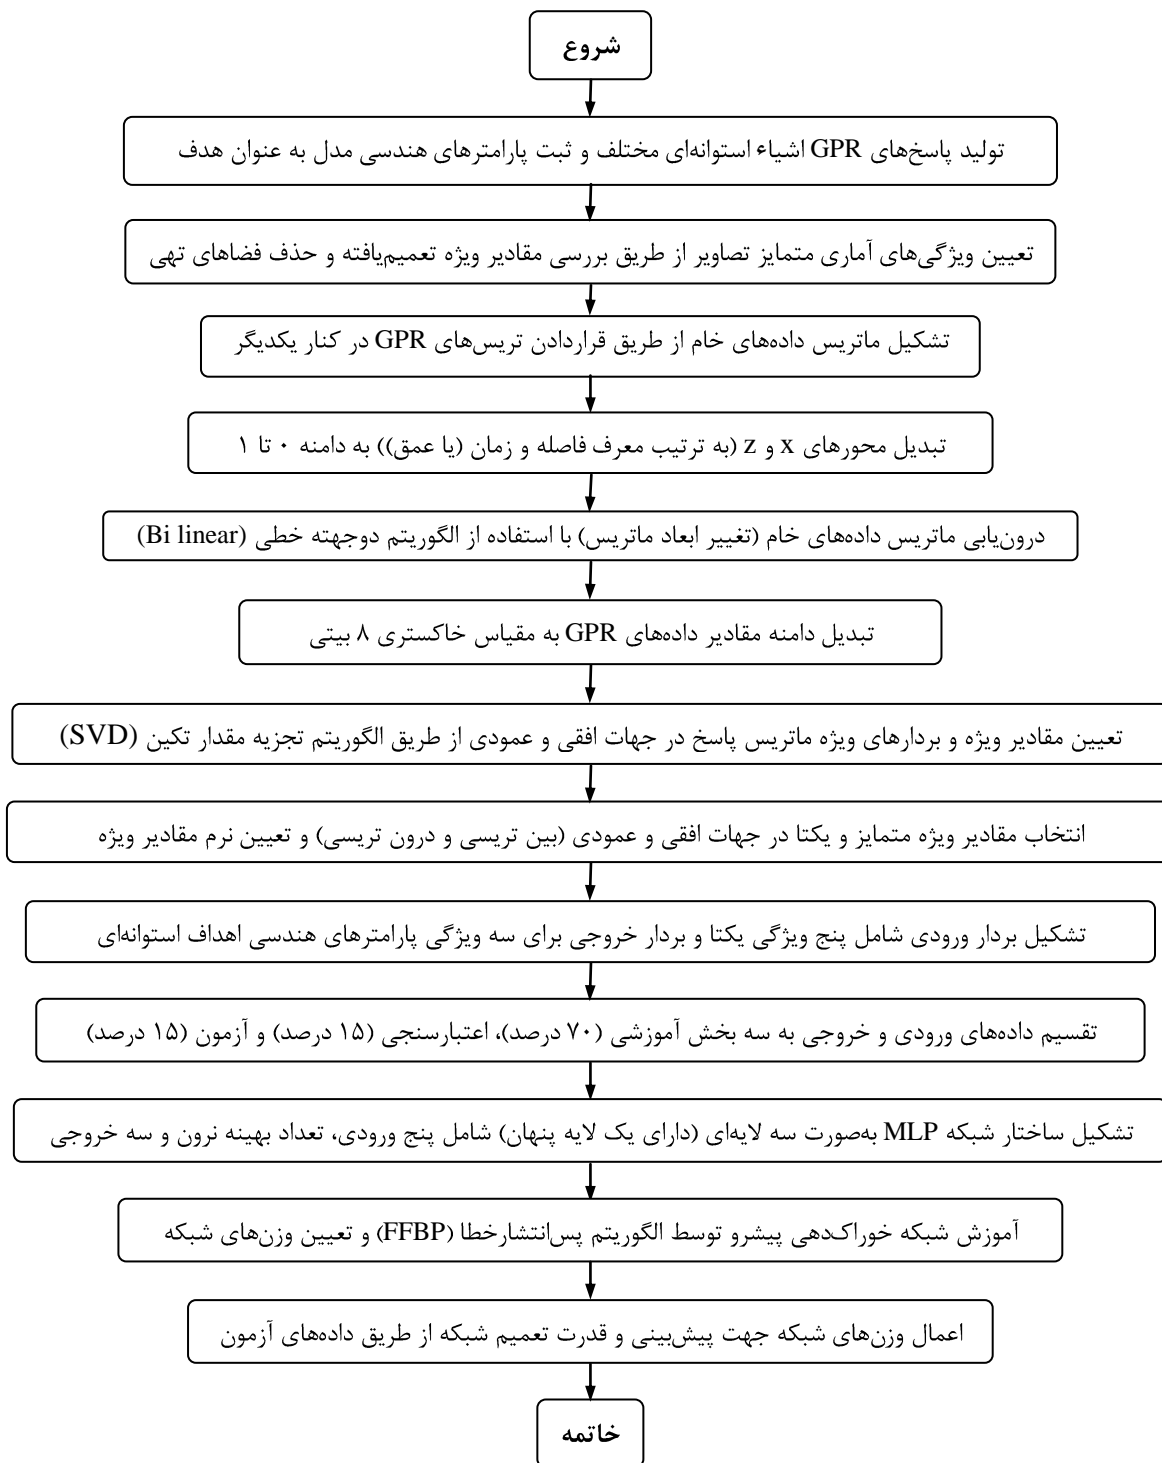 شروع
تولید پاسخ‌های GPR اشیاء استوانه‌ای مختلف و ثبت پارامترهای هندسی مدل به عنوان هدف
تعیین ویژگی‌های آماری متمایز تصاویر از طریق بررسی مقادیر ویژه تعمیم‌یافته و حذف فضاهای تهی
تشکیل ماتریس داده‌های خام از طریق قراردادن تریس‌های GPR در کنار یکدیگر
تبدیل محورهای x و z (به ترتیب معرف فاصله و زمان (یا عمق)) به دامنه ۰ تا ۱
درون‌یابی ماتریس داده‌های خام (تغییر ابعاد ماتریس) با استفاده از الگوریتم دوجهته خطی (Bi linear)
تبدیل دامنه مقادیر داده‌های GPR به مقیاس خاکستری ۸ بیتی
تعیین مقادیر ویژه و بردارهای ویژه ماتریس پاسخ در جهات افقی و عمودی از طریق الگوریتم تجزیه مقدار تکین (SVD)
انتخاب مقادیر ویژه متمایز و یکتا در جهات افقی و عمودی (بین تریسی و درون تریسی) و تعیین نرم مقادیر ویژه
تشکیل بردار ورودی شامل پنج ویژگی یکتا و بردار خروجی برای سه ویژگی پارامترهای هندسی اهداف استوانه‌ای
تقسیم داده‌های ورودی و خروجی به سه بخش آموزشی (۷۰ درصد)، اعتبارسنجی (۱۵ درصد) و آزمون (۱۵ درصد)
تشکیل ساختار شبکه MLP به‌صورت سه لایه‌ای (دارای یک لایه پنهان) شامل پنج ورودی، تعداد بهینه نرون و سه خروجی
آموزش شبکه خوراک‌دهی پیشرو توسط الگوریتم پس‌انتشارخطا (FFBP) و تعیین وزن‌های شبکه
اعمال وزن‌های شبکه جهت پیش‌بینی و قدرت تعمیم شبکه از طریق داده‌های آزمون
خاتمه